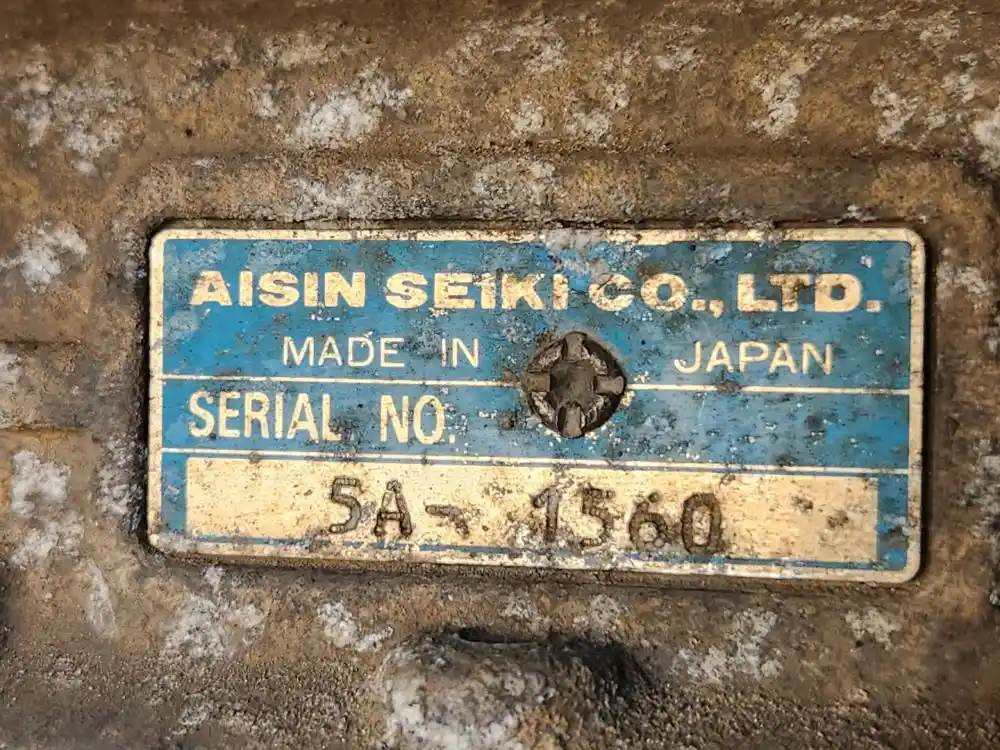 AISIN SEIKI CO., LTD.
MADE IN JAPAN
SERIAL NO.
5A- 1560